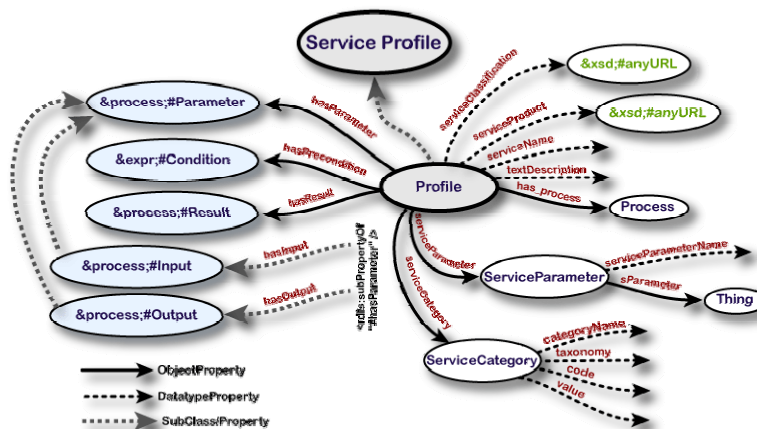 Service Profile
&xsd;#anyURL
serviceClassification
&process;#Parameter
hasParameter
serviceProduct
&xsd;#anyURL
serviceName
&expr;#Condition
hasPrecondition
textDescription
Profile
has_process
Process
&process;#Result
hasResult
hasInput
&process;#Input
<rdfs:subPropertyOf
"#hasParameter" />
serviceParameter
serviceParameterName
ServiceParameter
sParameter
Thing
hasOutput
&process;#Output
serviceCategory
categoryName
ServiceCategory
taxonomy
code
value
ObjectProperty
DatatypeProperty
SubClass/Property